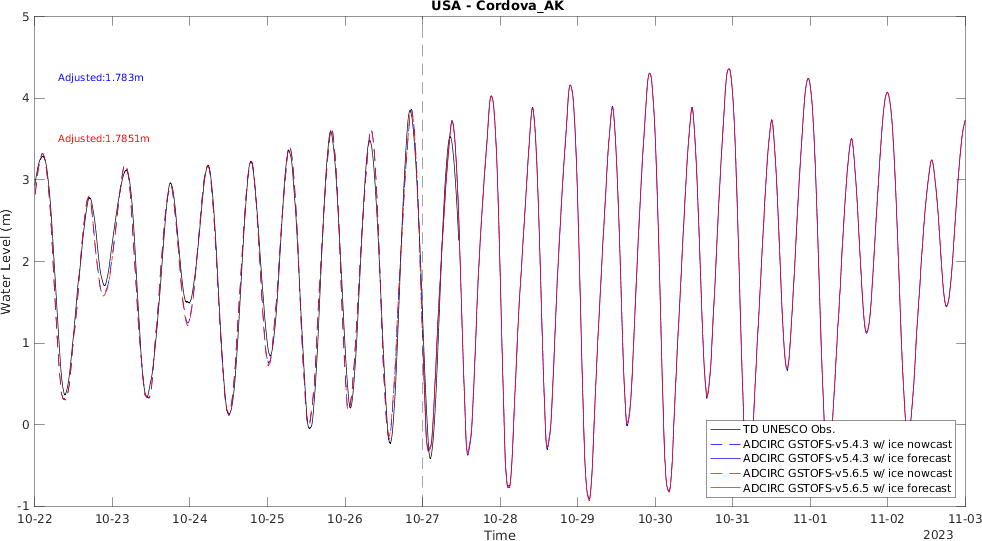 USA - Cordova_AK
5
4
3
2
1
0
-1
Water Level (m)
Adjusted:1.783m
Adjusted:1.7851m
TD UNESCO Obs.
ADCIRC GSTOFS-v5.4.3 w/ ice nowcast
ADCIRC GSTOFS-v5.4.3 w/ ice forecast
ADCIRC GSTOFS-v5.6.5 w/ ice nowcast
ADCIRC GSTOFS-v5.6.5 w/ ice forecast
10-22 10-23 10-24 10-25 10-26 10-27 10-28 10-29 10-30 10-31 11-01 11-02 11-03
Time
2023